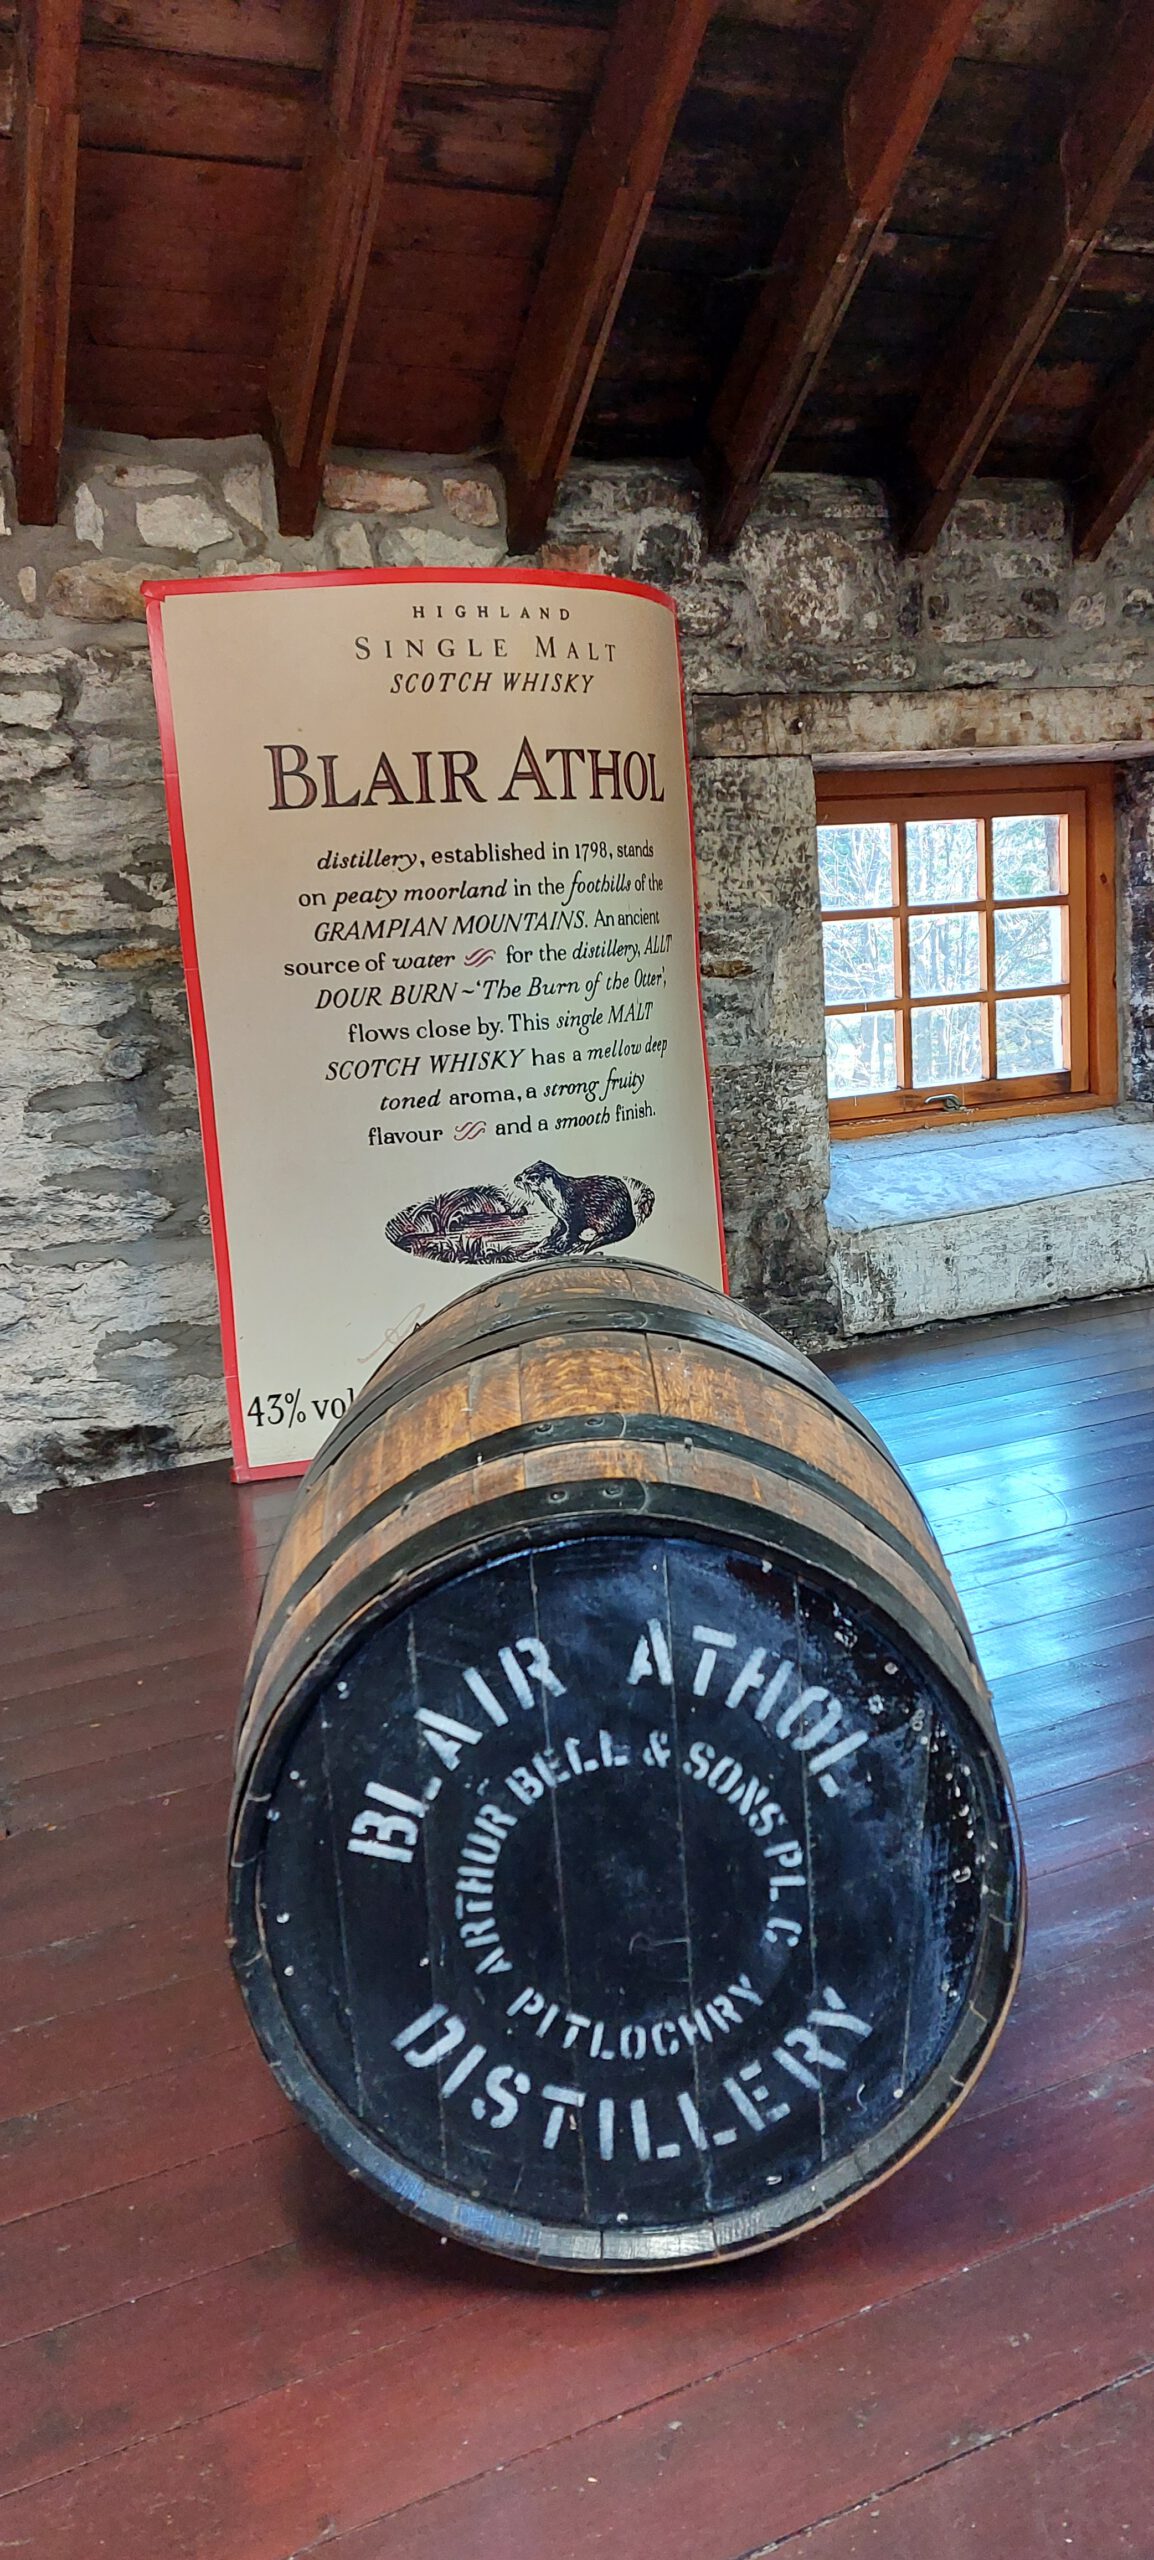 HIGHLAND
SINGLE MALT
SCOTCH WHISKY
BLAIR ATHOL
distillery, established in 1798, stands
on peaty moorland in the foothills of the
GRAMPIAN MOUNTAINS. An ancient
source of water for the distillery, ALLT
DOUR BURN ~ 'The Burn of the Otter',
flows close by. This single MALT
SCOTCH WHISKY has a mellow deep
toned aroma, a strong fruity
flavour and a smooth finish.
43% vol
BLAIR ATHOL
ARTHUR BELL & SONS PLC
PITLOCHRY
DISTILLERY